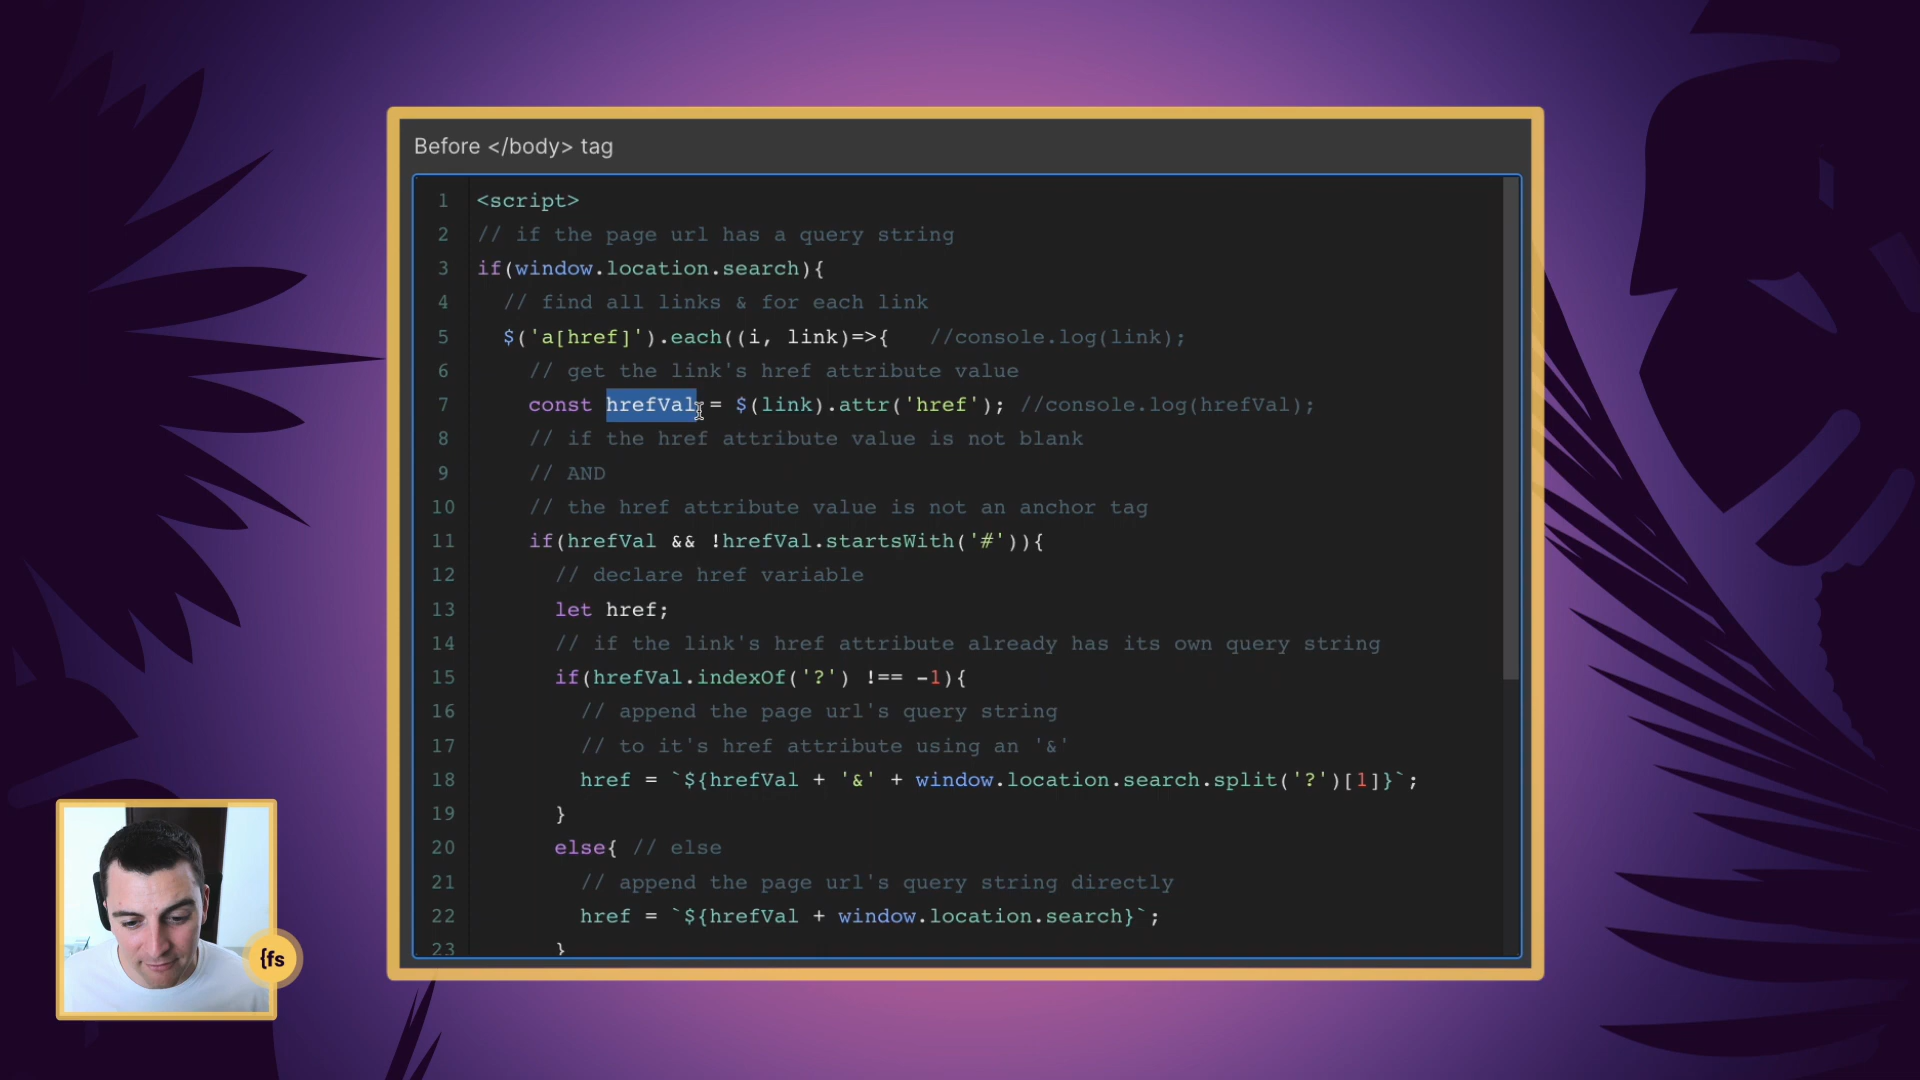 Before </body> tag
1 <script>
2 // if the page url has a query string
3 if(window.location.search){
4 // find all links & for each link
5 $('a[href]').each((i, link)=>{ //console.log(link);
6 // get the link's href attribute value
7 const hrefVal = $(link).attr('href'); //console.log(hrefVal);
8 // if the href attribute value is not blank
9 // AND
10 // the href attribute value is not an anchor tag
11 if(hrefVal && !hrefVal.startsWith('#')){
12 // declare href variable
13 let href;
14 // if the link's href attribute already has its own query string
15 if(hrefVal.indexOf('?') !== -1){
16 // append the page url's query string
17 // to it's href attribute using an '&'
18 href = `${hrefVal + '&' + window.location.search.split('?')[1]}`;
19 }
20 else{ // else
21 // append the page url's query string directly
22 href = `${hrefVal + window.location.search}`;
23 }
{fs